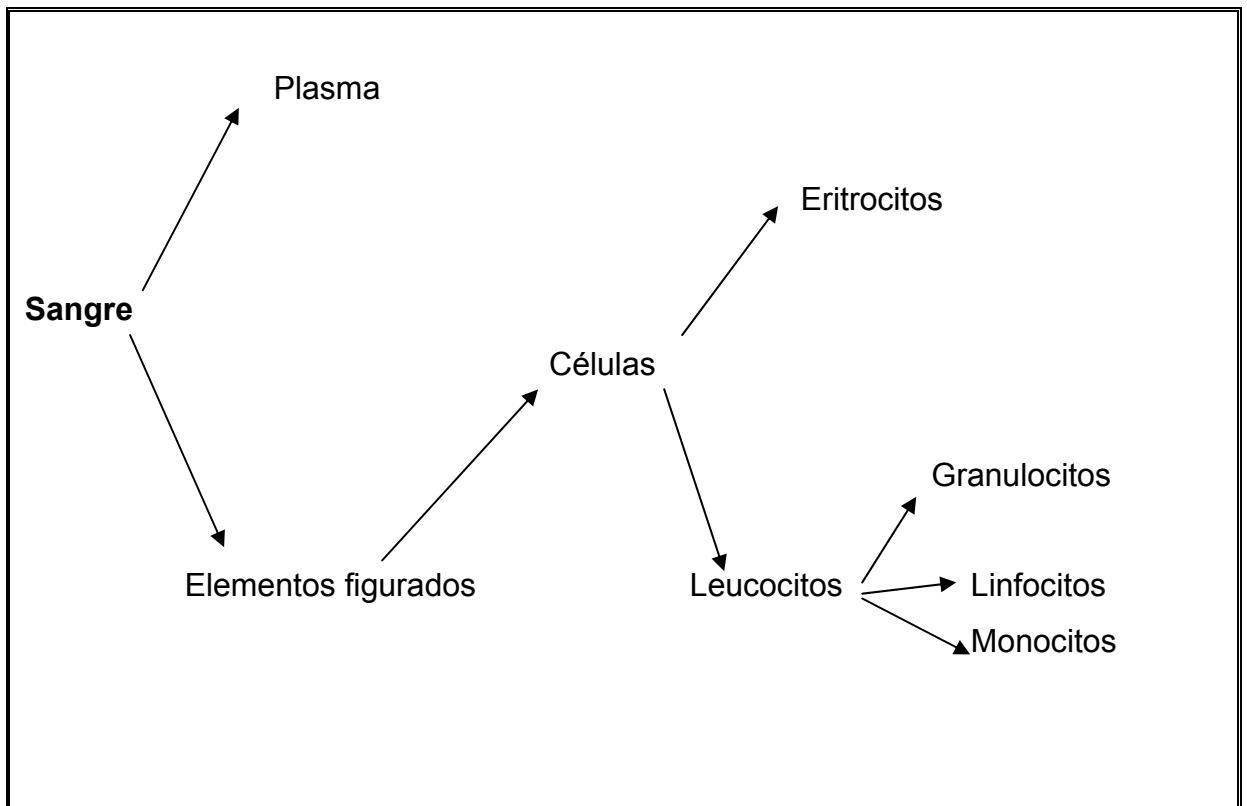 Plasma
Eritrocitos
Sangre
Células
Granulocitos
Elementos figurados
Leucocitos
Linfocitos
Monocitos